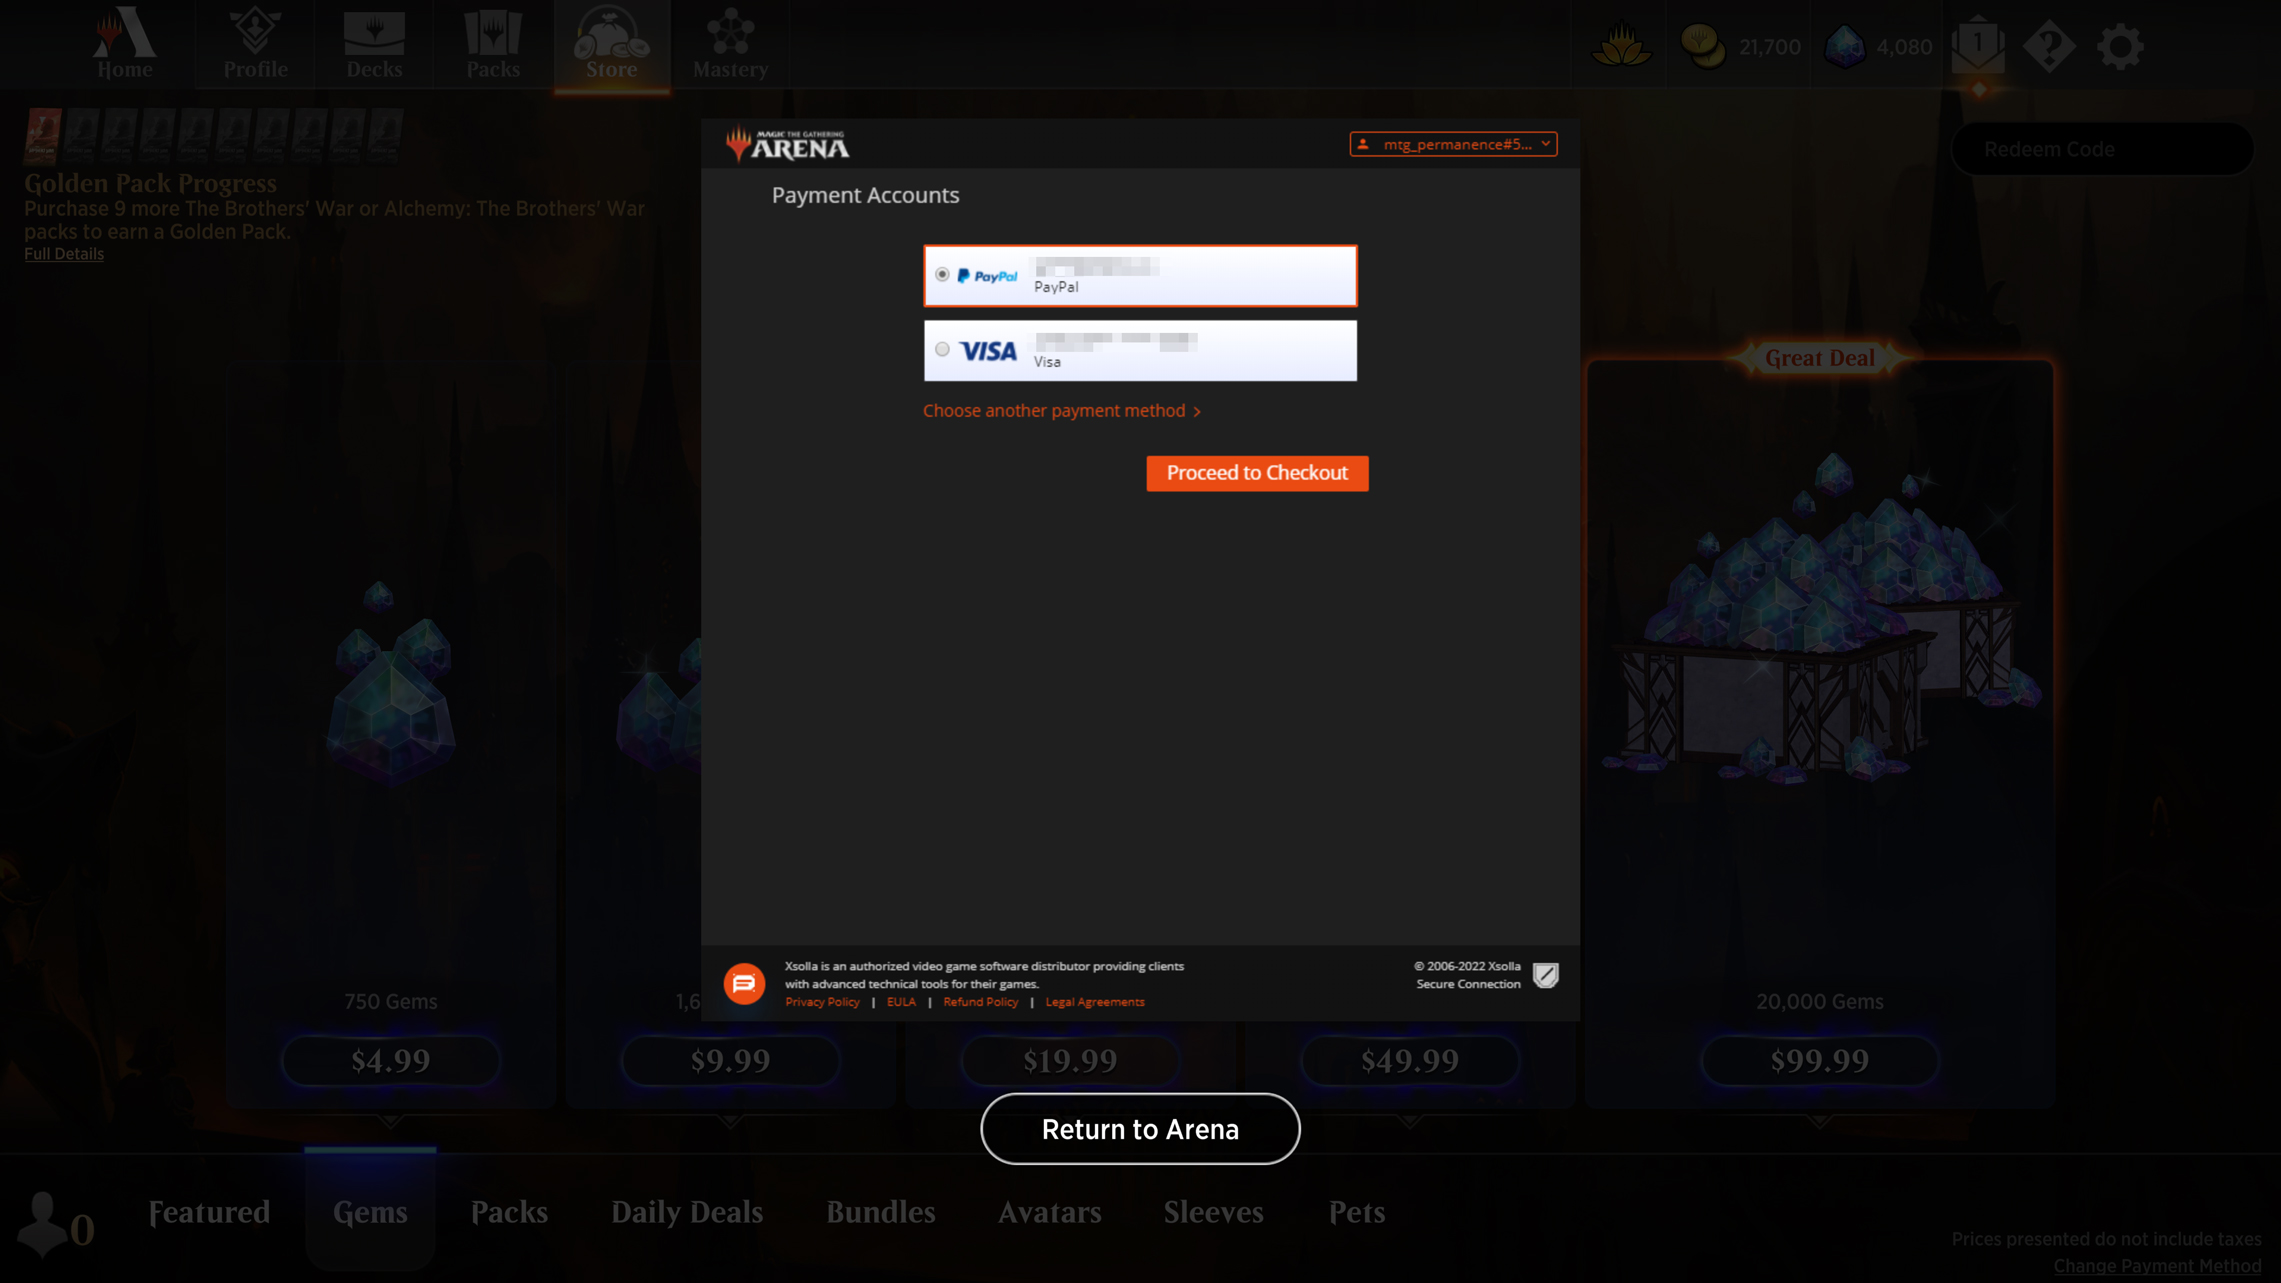 Home
Profile
Decks
Packs
Store
Mastery
21,700
4,080
1
Golden Pack Progress
Purchase 9 more The Brothers' War or Alchemy: The Brothers' War
packs to earn a Golden Pack.
Full Details
Redeem Code
MAGIC THE GATHERING
ARENA
mtg_permanence#5...
Payment Accounts
PayPal
PayPal
VISA
Visa
Choose another payment method >
Proceed to Checkout
Great Deal
Xsolla is an authorized video game software distributor providing clients
with advanced technical tools for their games.
Privacy Policy | EULA | Refund Policy | Legal Agreements
© 2006-2022 Xsolla
Secure Connection
750 Gems
1,6
20,000 Gems
$4.99
$9.99
$19.99
$49.99
$99.99
Return to Arena
0
Featured
Gems
Packs
Daily Deals
Bundles
Avatars
Sleeves
Pets
Prices presented do not include taxes
Change Payment Method